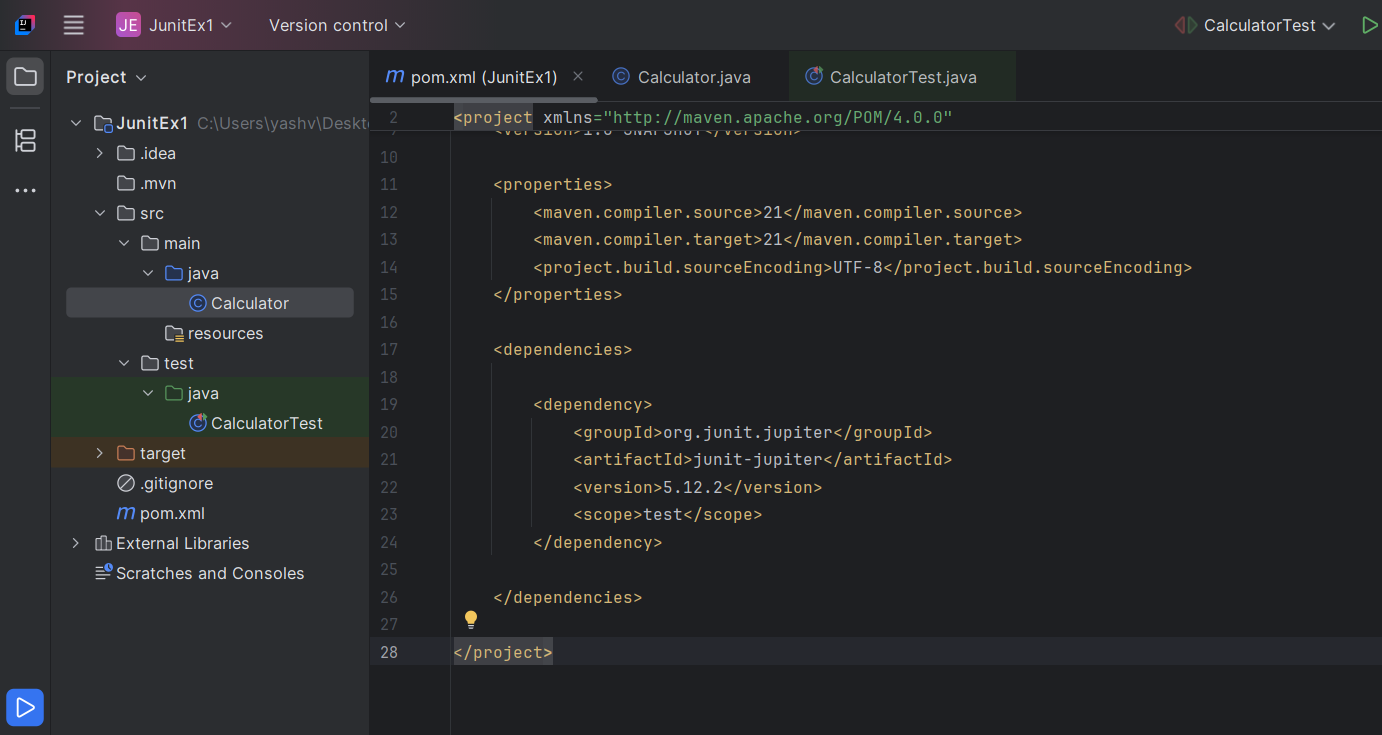 JE JunitEx1 Version control CalculatorTest
Project
pom.xml (JunitEx1) Calculator.java CalculatorTest.java
JunitEx1 C:\Users\yashv\Deskt
.idea
.mvn
src
main
java
Calculator
resources
test
java
CalculatorTest
target
.gitignore
pom.xml
External Libraries
Scratches and Consoles
2 <project xmlns="http://maven.apache.org/POM/4.0.0"
10
11 <properties>
12 <maven.compiler.source>21</maven.compiler.source>
13 <maven.compiler.target>21</maven.compiler.target>
14 <project.build.sourceEncoding>UTF-8</project.build.sourceEncoding>
15 </properties>
16
17 <dependencies>
18
19 <dependency>
20 <groupId>org.junit.jupiter</groupId>
21 <artifactId>junit-jupiter</artifactId>
22 <version>5.12.2</version>
23 <scope>test</scope>
24 </dependency>
25
26 </dependencies>
27
28 </project>